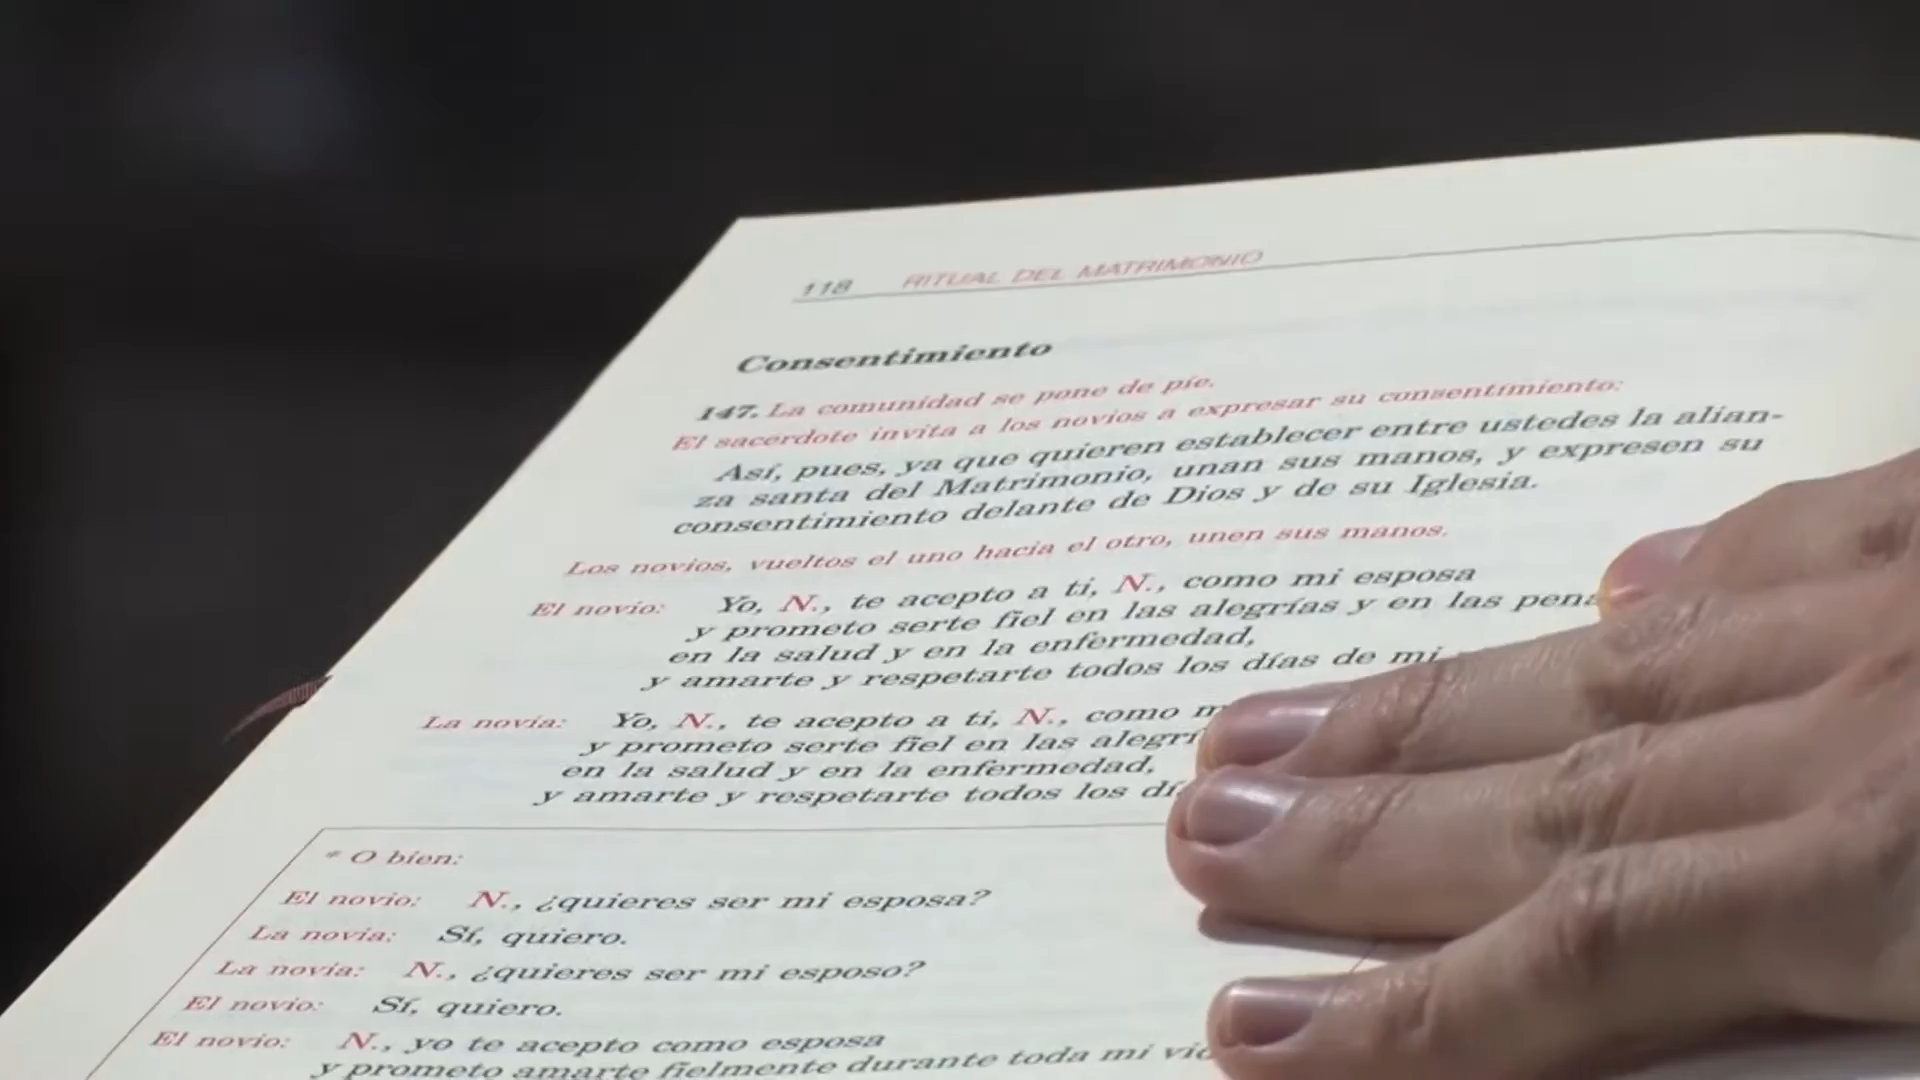 118 RITUAL DEL MATRIMONIO
Consentimiento
147. La comunidad se pone de pie.
El sacerdote invita a los novios a expresar su consentimiento:
Así, pues, ya que quieren establecer entre ustedes la alian-
za santa del Matrimonio, unan sus manos, y expresen su
consentimiento delante de Dios y de su Iglesia.
Los novios, vueltos el uno hacia el otro, unen sus manos.
El novio: Yo, N., te acepto a ti, N., como mi esposa
y prometo serte fiel en las alegrías y en las
en la salud y en la enfermedad,
y amarte y respetarte todos los días de mi
La novia: Yo, N., te acepto a ti, N., como
y prometo serte fiel en las
en la salud y en la enfermedad,
y amarte y respetarte todos los
* O bien:
El novio: N., ¿quieres ser mi esposa?
La novia: Sí, quiero.
La novia: N., ¿quieres ser mi esposo?
El novio: Sí, quiero.
El novio: N., yo te acepto como esposa
y prometo amarte fielmente durante toda mi